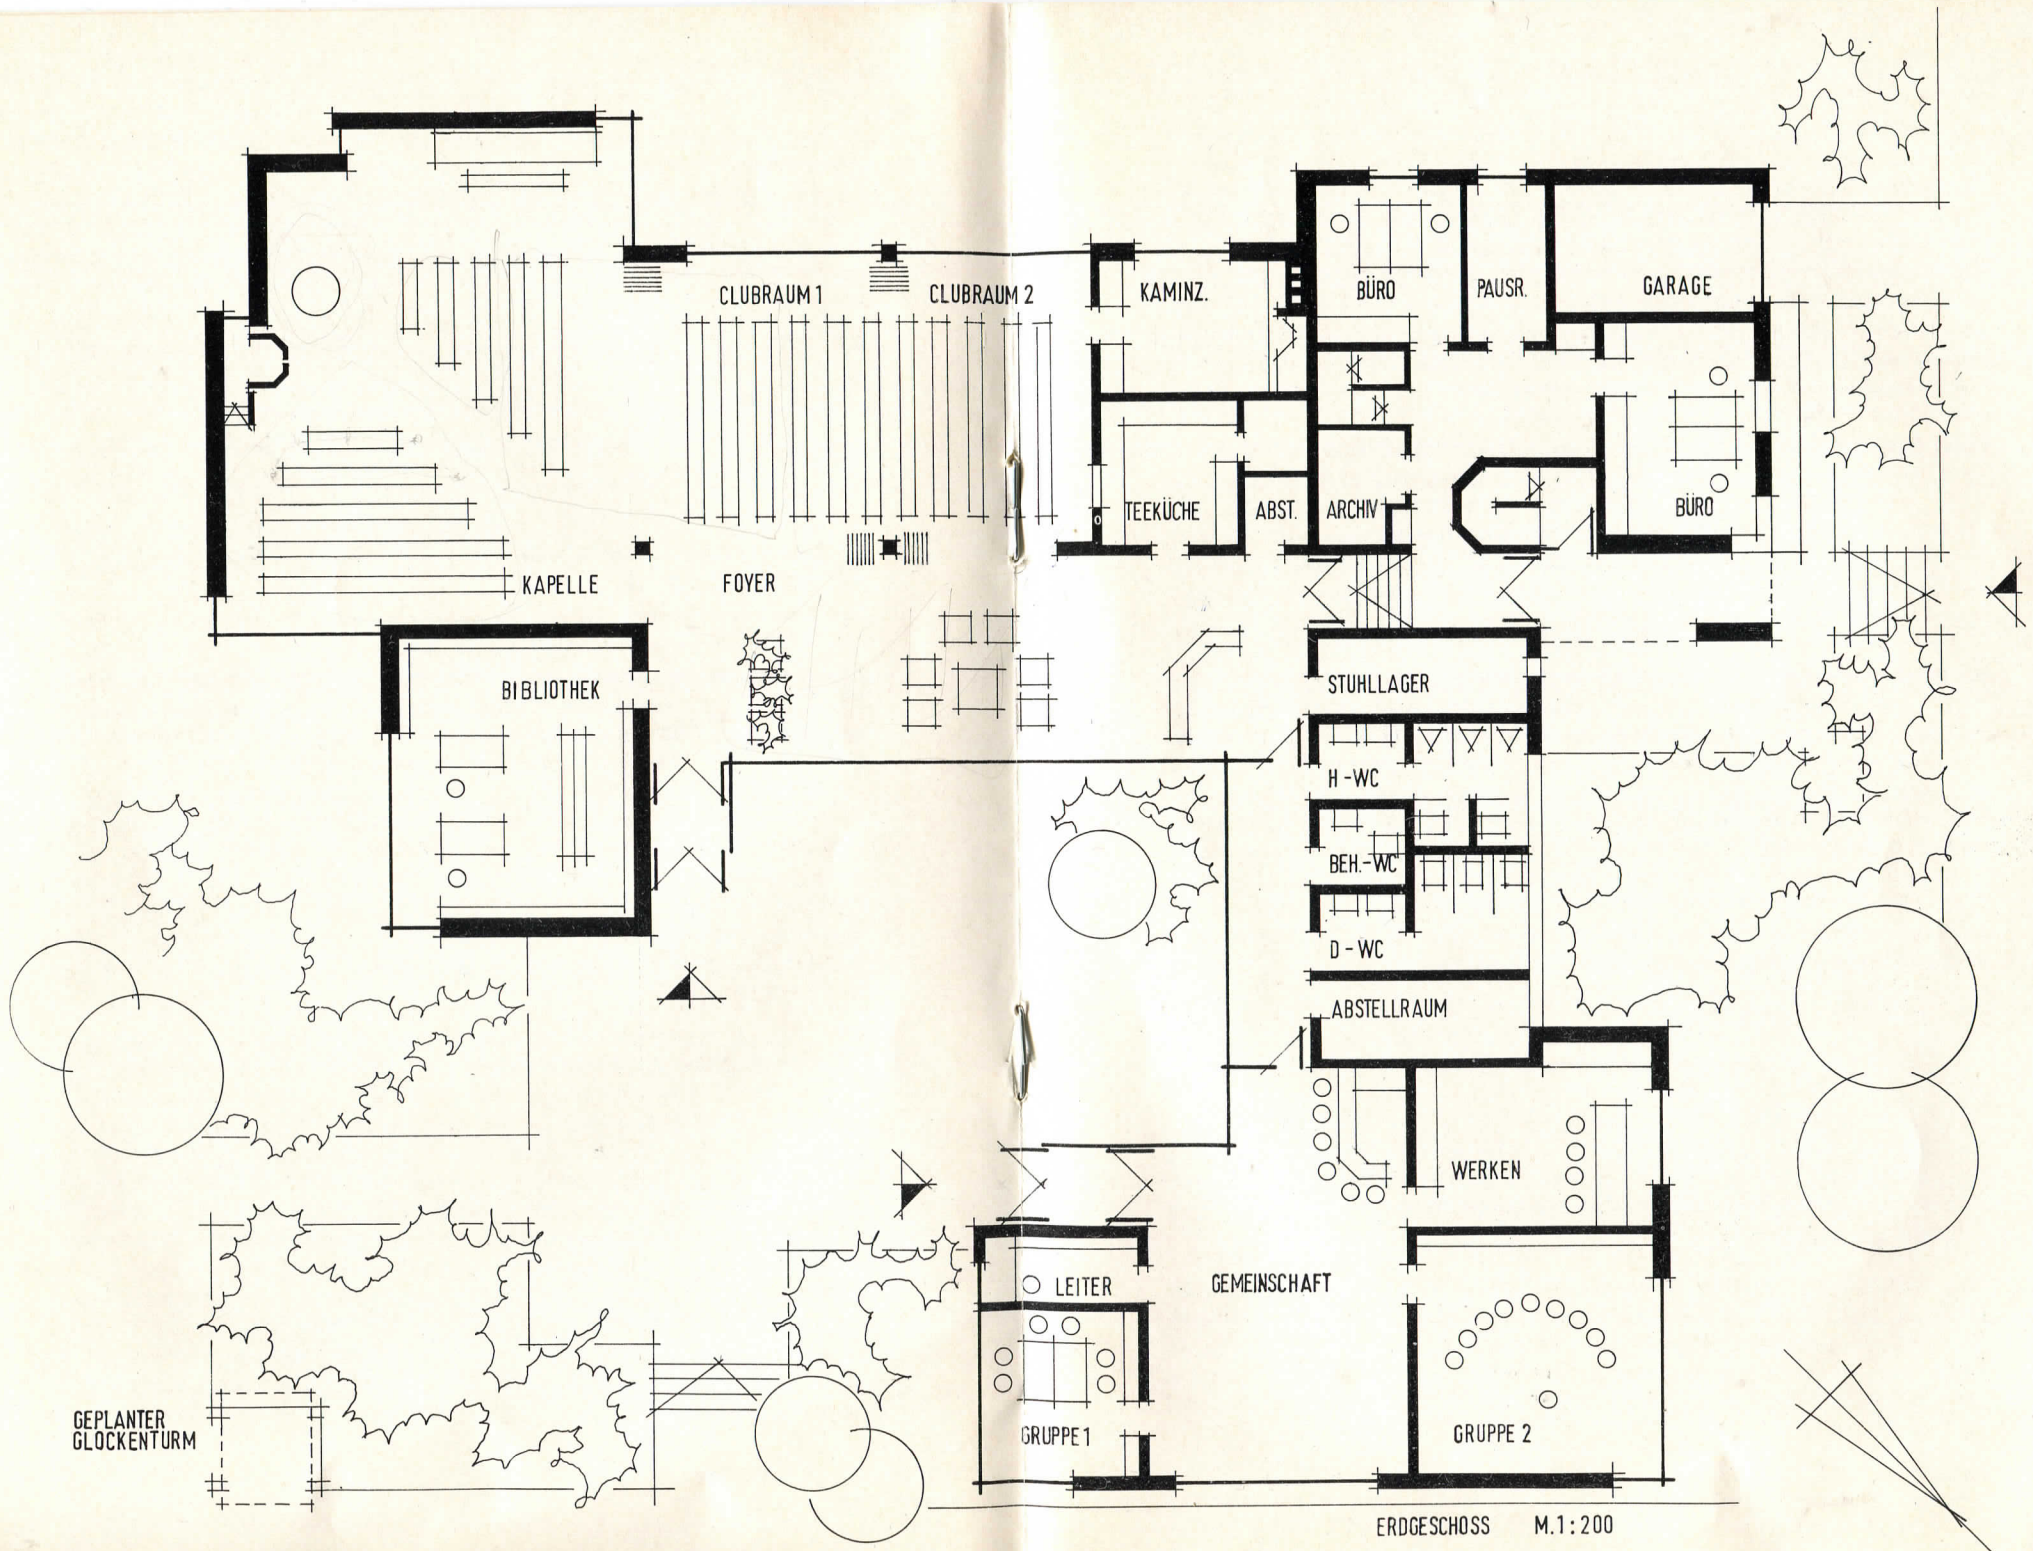 CLUBRAUM 1
CLUBRAUM 2
KAMINZ.
BÜRO
PAUSR.
GARAGE
TEEKÜCHE
ABST.
ARCHIV
BÜRO
KAPELLE
FOYER
BIBLIOTHEK
STUHLLAGER
H-WC
BEH.-WC
D-WC
ABSTELLRAUM
WERKEN
LEITER
GEMEINSCHAFT
GRUPPE 1
GRUPPE 2
GEPLANTER
GLOCKENTURM
ERDGESCHOSS M.1:200